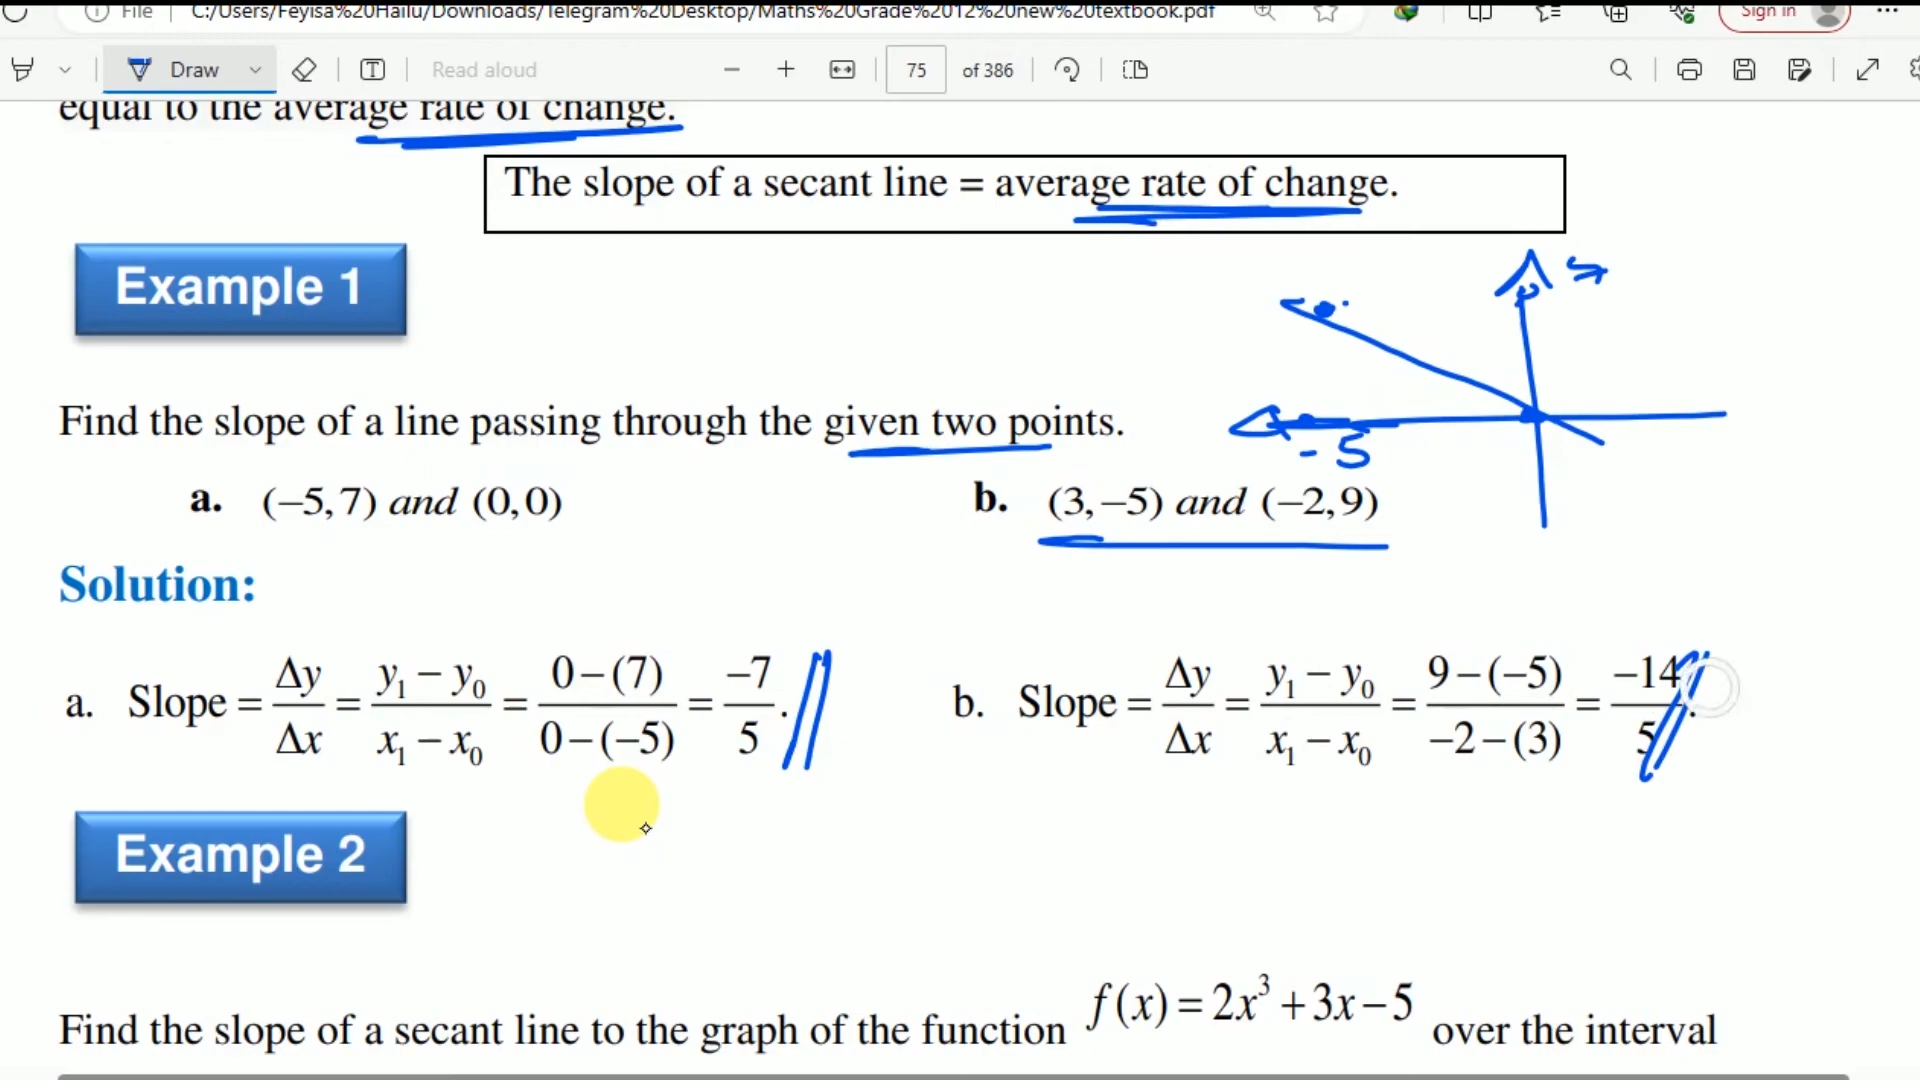 File | C:/Users/Feyisa%20Hailu/Downloads/Telegram%20Desktop/Maths%20Grade%2012%20new%20textbook.pdf Sign in
Draw Read aloud 75 of 386
equal to the average rate of change.
The slope of a secant line = average rate of change.
Example 1
Find the slope of a line passing through the given two points.
-5
a. (−5,7) and (0,0) b. (3,−5) and (−2,9)
Solution:
a. Slope = Δy/Δx = (y₁ − y₀)/(x₁ − x₀) = (0−(7))/(0−(−5)) = −7/5. b. Slope = Δy/Δx = (y₁ − y₀)/(x₁ − x₀) = (9−(−5))/(−2−(3)) = −14/5.
Example 2
Find the slope of a secant line to the graph of the function f(x) = 2x³ + 3x − 5 over the interval